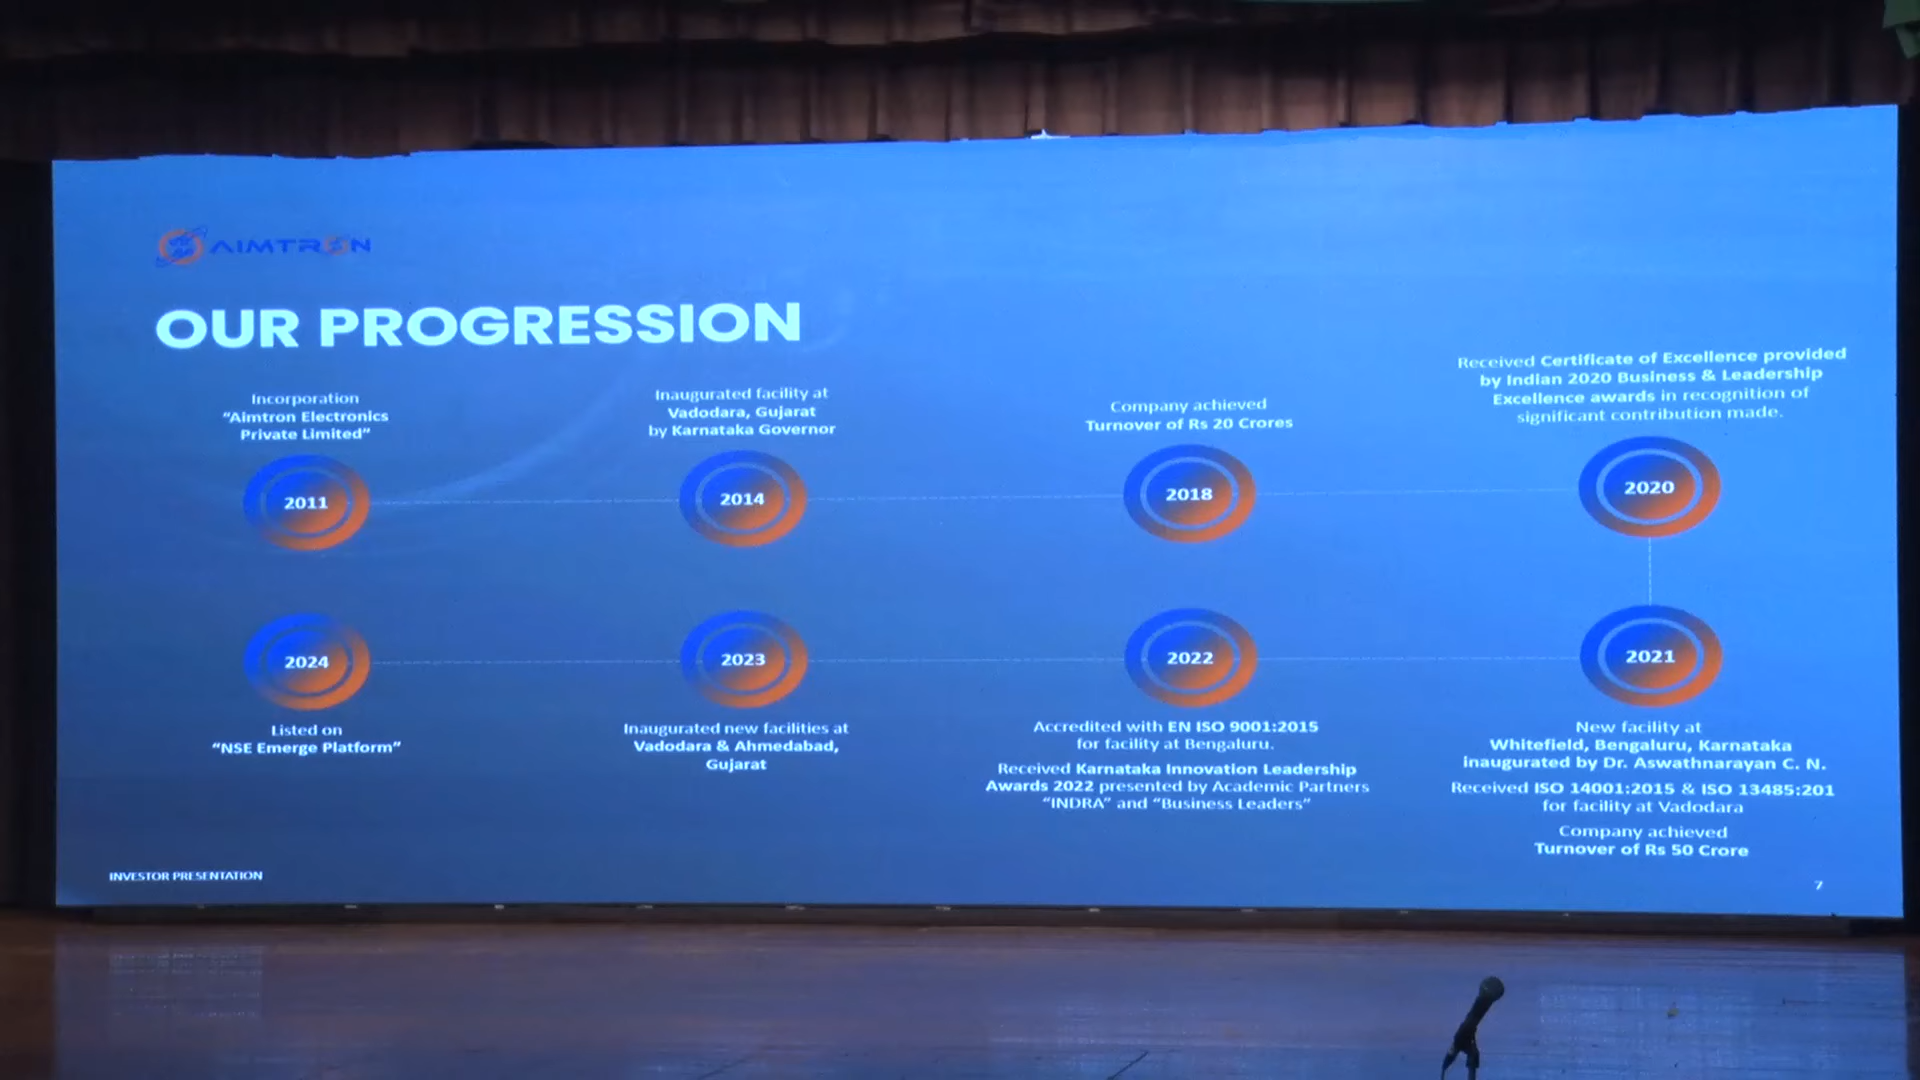 AIMTRON
OUR PROGRESSION
Incorporation
“Aimtron Electronics
Private Limited”
2011
Inaugurated facility at
Vadodara, Gujarat
by Karnataka Governor
2014
Company achieved
Turnover of Rs 20 Crores
2018
Received Certificate of Excellence provided
by Indian 2020 Business & Leadership
Excellence awards in recognition of
significant contribution made.
2020
2024
Listed on
“NSE Emerge Platform”
2023
Inaugurated new facilities at
Vadodara & Ahmedabad,
Gujarat
2022
Accredited with EN ISO 9001:2015
for facility at Bengaluru.
Received Karnataka Innovation Leadership
Awards 2022 presented by Academic Partners
“INDRA” and “Business Leaders”
2021
New facility at
Whitefield, Bengaluru, Karnataka
inaugurated by Dr. Aswathnarayan C. N.
Received ISO 14001:2015 & ISO 13485:201
for facility at Vadodara
Company achieved
Turnover of Rs 50 Crore
INVESTOR PRESENTATION
7